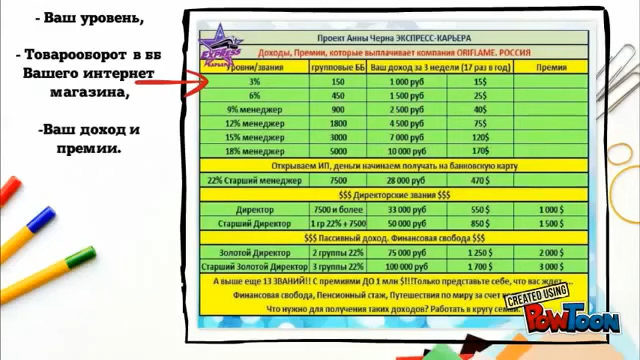 - Ваш уровень,
- Товарооборот в ББ
Вашего интернет
магазина,
-Ваш доход и
премии.
EXPRESS
Проект Анны Черна ЭКСПРЕСС-КАРЬЕРА
Доходы, Премии, которые выплачивает компания ORIFLAME. РОССИЯ
уровни/звания групповые ББ Ваш доход за 3 недели (17 раз в год) Премия
3% 150 1 000 руб 15$
6% 450 1 500 руб 25$
9% менеджер 900 2 500 руб 40$
12% менеджер 1800 4 500 руб 75$
15% менеджер 3000 7 000 руб 120$
18% менеджер 5000 10 000 руб 170$
Открываем ИП, деньги начинаем получать на банковскую карту
22% Старший менеджер 7500 28 000 руб 470 $
$$$ Директорские звания $$$
Директор 7500 и более 33 000 руб 550 $ 1 000 $
Старший Директор 1 гр 22% + 7500 50 000 руб 850 $ 1 500 $
$$$ Пассивный доход. Финансовая свобода $$$
Золотой Директор 2 группы 22% 75 000 руб 1 250 $ 2 000 $
Старший Золотой Директор 3 группы 22% 100 000 руб 1 700 $ 3 000 $
А выше еще 13 ЗВАНИЙ!! С премиями ДО 1 млн $!!!Только представьте себе, что вас ждет
Финансовая свобода, Пенсионный стаж, Путешествия по миру за счет
Что нужно для получения таких доходов? Работать в кругу семьи.
CREATED USING
POWTOON